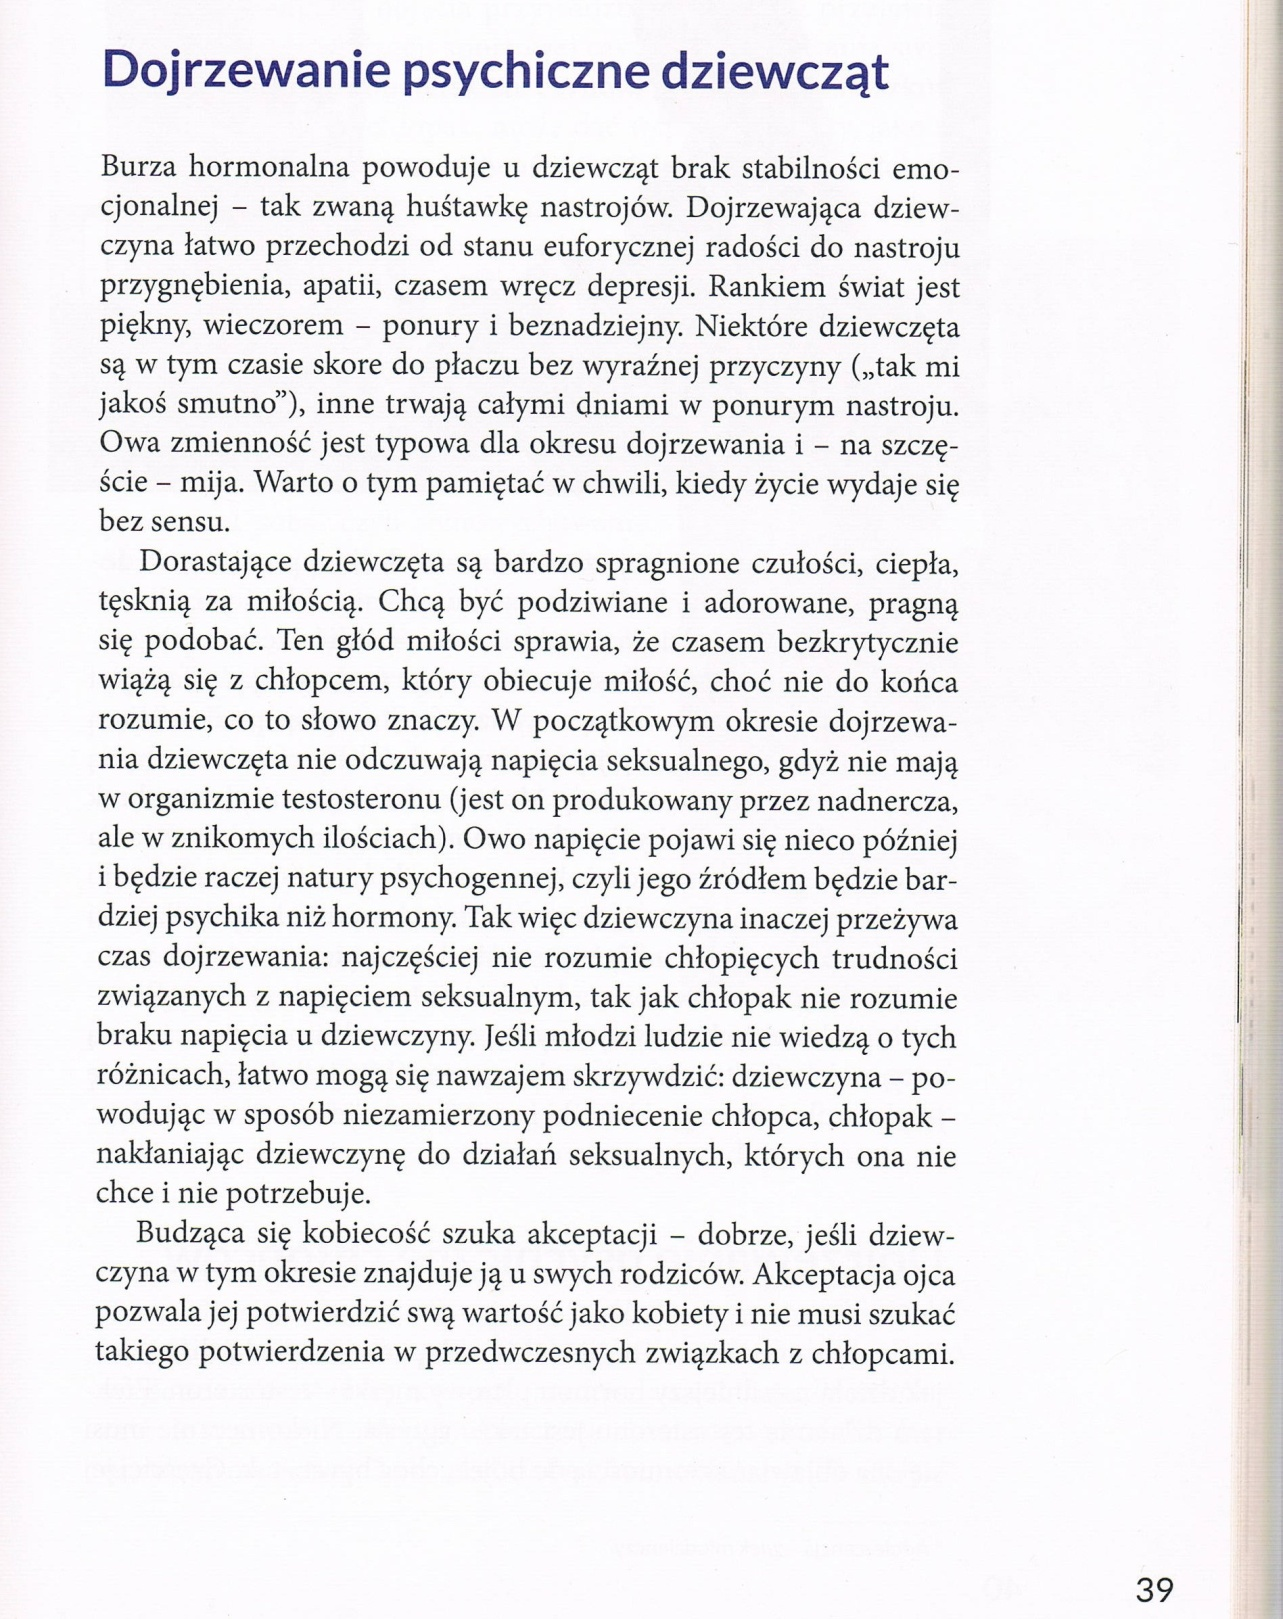 Dojrzewanie psychiczne dziewcząt
Burza hormonalna powoduje u dziewcząt brak stabilności emo-
cjonalnej – tak zwaną huśtawkę nastrojów. Dojrzewająca dziew-
czyna łatwo przechodzi od stanu euforycznej radości do nastroju
przygnębienia, apatii, czasem wręcz depresji. Rankiem świat jest
piękny, wieczorem – ponury i beznadziejny. Niektóre dziewczęta
są w tym czasie skore do płaczu bez wyraźnej przyczyny („tak mi
jakoś smutno”), inne trwają całymi dniami w ponurym nastroju.
Owa zmienność jest typowa dla okresu dojrzewania i – na szczę-
ście – mija. Warto o tym pamiętać w chwili, kiedy życie wydaje się
bez sensu.
Dorastające dziewczęta są bardzo spragnione czułości, ciepła,
tęsknią za miłością. Chcą być podziwiane i adorowane, pragną
się podobać. Ten głód miłości sprawia, że czasem bezkrytycznie
wiążą się z chłopcem, który obiecuje miłość, choć nie do końca
rozumie, co to słowo znaczy. W początkowym okresie dojrzewa-
nia dziewczęta nie odczuwają napięcia seksualnego, gdyż nie mają
w organizmie testosteronu (jest on produkowany przez nadnercza,
ale w znikomych ilościach). Owo napięcie pojawi się nieco później
i będzie raczej natury psychogennej, czyli jego źródłem będzie bar-
dziej psychika niż hormony. Tak więc dziewczyna inaczej przeżywa
czas dojrzewania: najczęściej nie rozumie chłopięcych trudności
związanych z napięciem seksualnym, tak jak chłopak nie rozumie
braku napięcia u dziewczyny. Jeśli młodzi ludzie nie wiedzą o tych
różnicach, łatwo mogą się nawzajem skrzywdzić: dziewczyna – po-
wodując w sposób niezamierzony podniecenie chłopca, chłopak –
nakłaniając dziewczynę do działań seksualnych, których ona nie
chce i nie potrzebuje.
Budząca się kobiecość szuka akceptacji – dobrze, jeśli dziew-
czyna w tym okresie znajduje ją u swych rodziców. Akceptacja ojca
pozwala jej potwierdzić swą wartość jako kobiety i nie musi szukać
takiego potwierdzenia w przedwczesnych związkach z chłopcami.
39